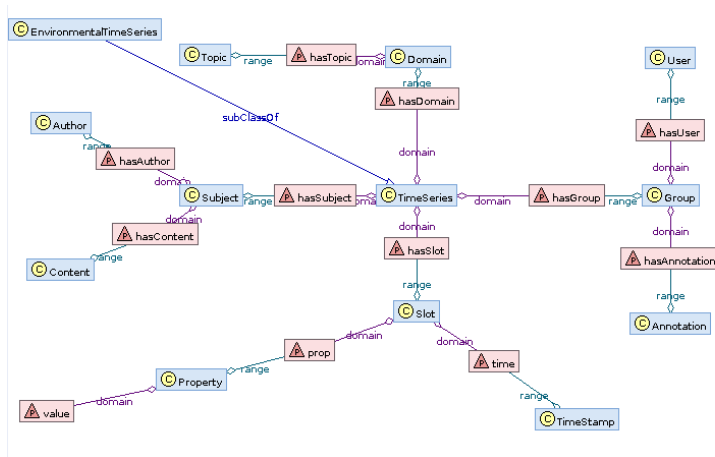 C EnvironmentalTimeSeries
C Topic
range
P hasTopic
domain
C Domain
C User
range
P hasDomain
domain
range
P hasUser
domain
subClassOf
C Author
range
P hasAuthor
domain
C Subject
range
P hasSubject
domain
C TimeSeries
domain
P hasGroup
range
C Group
domain
P hasContent
range
C Content
domain
P hasSlot
range
domain
P hasAnnotation
range
C Annotation
C Slot
domain
P prop
range
C Property
domain
P value
domain
P time
range
C TimeStamp